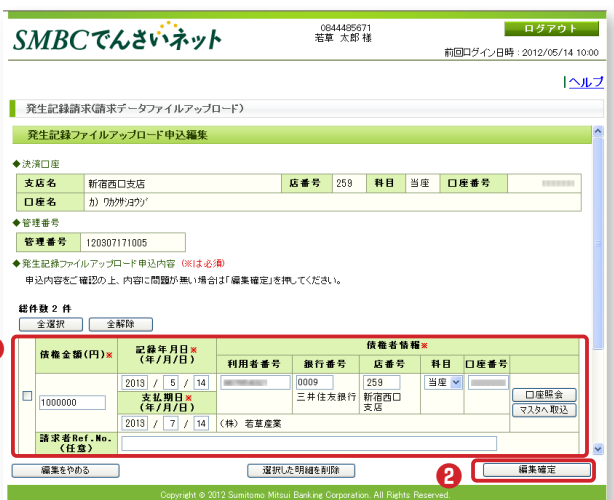 SMBCでんさいネット
0844485671
若草 太郎 様
ログアウト
前回ログイン日時：2012/05/14 10:00
ヘルプ
発生記録請求(請求データファイルアップロード)
発生記録ファイルアップロード申込編集
◆決済口座
支店名 新宿西口支店 店番号 259 科目 当座 口座番号
口座名 カ）ワカクサシヨウジ
◆管理番号
管理番号 120307171005
◆発生記録ファイルアップロード申込内容 (※は必須)
申込内容をご確認の上、内容に問題が無い場合は「編集確定」を押してください。
総件数 2 件
全選択 全解除
債権金額(円)※ 記録年月日※ (年/月/日) 債権者情報※
利用者番号 銀行番号 店番号 科目 口座番号
2013 / 5 / 14 0009 259 当座
1000000 支払期日※ (年/月/日) 三井住友銀行 新宿西口支店 口座照会
マスタへ取込
2013 / 7 / 14 (株) 若草産業
請求者Ref.No. (任意)
編集をやめる 選択した明細を削除 2 編集確定
Copyright © 2012 Sumitomo Mitsui Banking Corporation. All Rights Reserved.